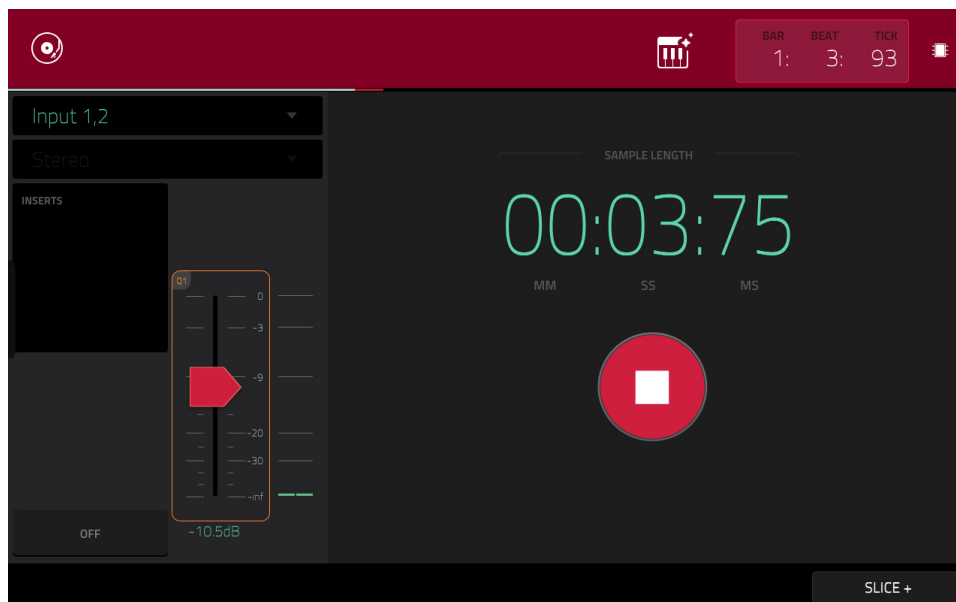 BAR BEAT TICK
1: 3: 93
Input 1,2
Stereo
SAMPLE LENGTH
INSERTS
00:03:75
MM SS MS
Q1
0
-3
-9
-20
-30
-inf
OFF
-10.5dB
SLICE +